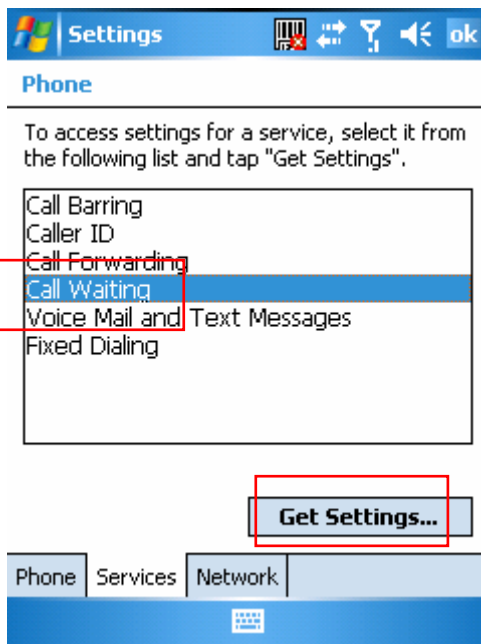 Settings
ok
Phone
To access settings for a service, select it from
the following list and tap "Get Settings".
Call Barring
Caller ID
Call Forwarding
Call Waiting
Voice Mail and Text Messages
Fixed Dialing
Get Settings...
Phone Services Network